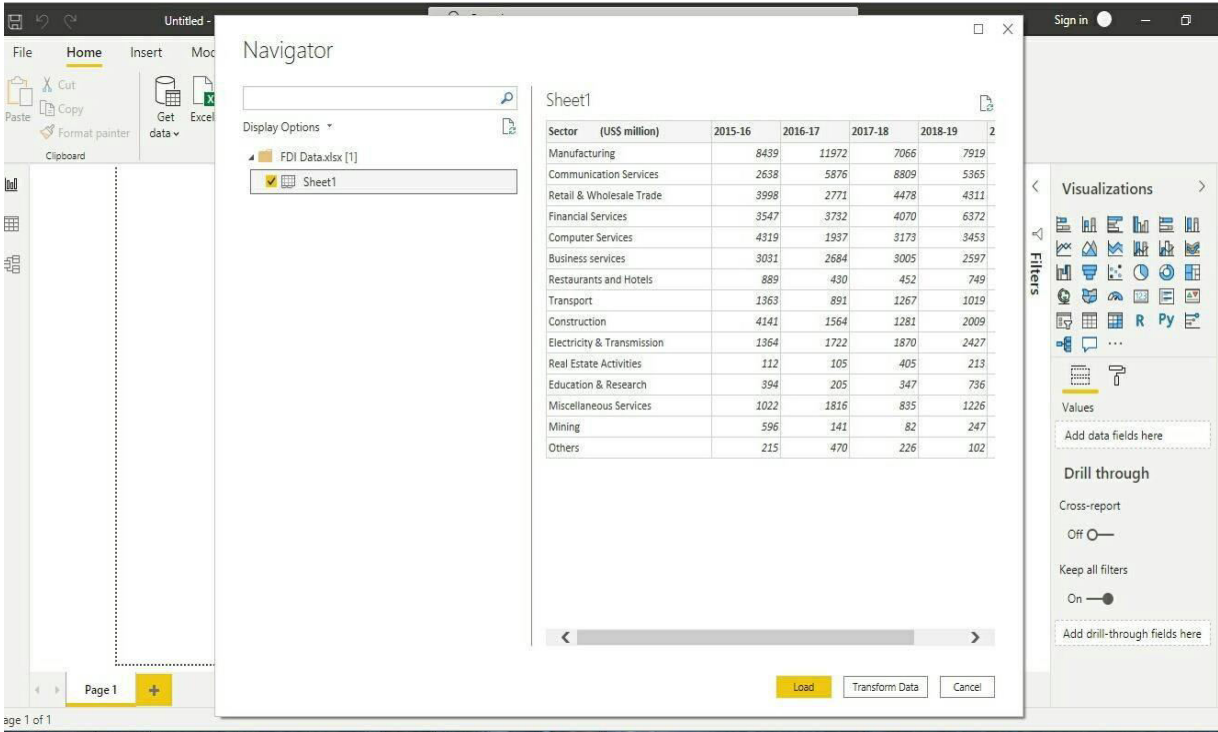 Untitled -
Sign in
File Home Insert
Paste
Cut
Copy
Format painter
Clipboard
Get data
Excel
Navigator
Display Options
FDI Data.xlsx [1]
Sheet1
Sheet1
Sector (US$ million) 2015-16 2016-17 2017-18 2018-19 2
Manufacturing 8439 11972 7066 7919
Communication Services 2638 5876 8809 5365
Retail & Wholesale Trade 3998 2771 4478 4311
Financial Services 3547 3732 4070 6372
Computer Services 4319 1937 3173 3453
Business services 3031 2684 3005 2597
Restaurants and Hotels 889 430 452 749
Transport 1363 891 1267 1019
Construction 4141 1564 1281 2009
Electricity & Transmission 1364 1722 1870 2427
Real Estate Activities 112 105 405 213
Education & Research 394 205 347 736
Miscellaneous Services 1022 1816 835 1226
Mining 596 141 82 247
Others 215 470 226 102
Load Transform Data Cancel
Filters
Visualizations
R Py
Values
Add data fields here
Drill through
Cross-report
Off
Keep all filters
On
Add drill-through fields here
Page 1
age 1 of 1